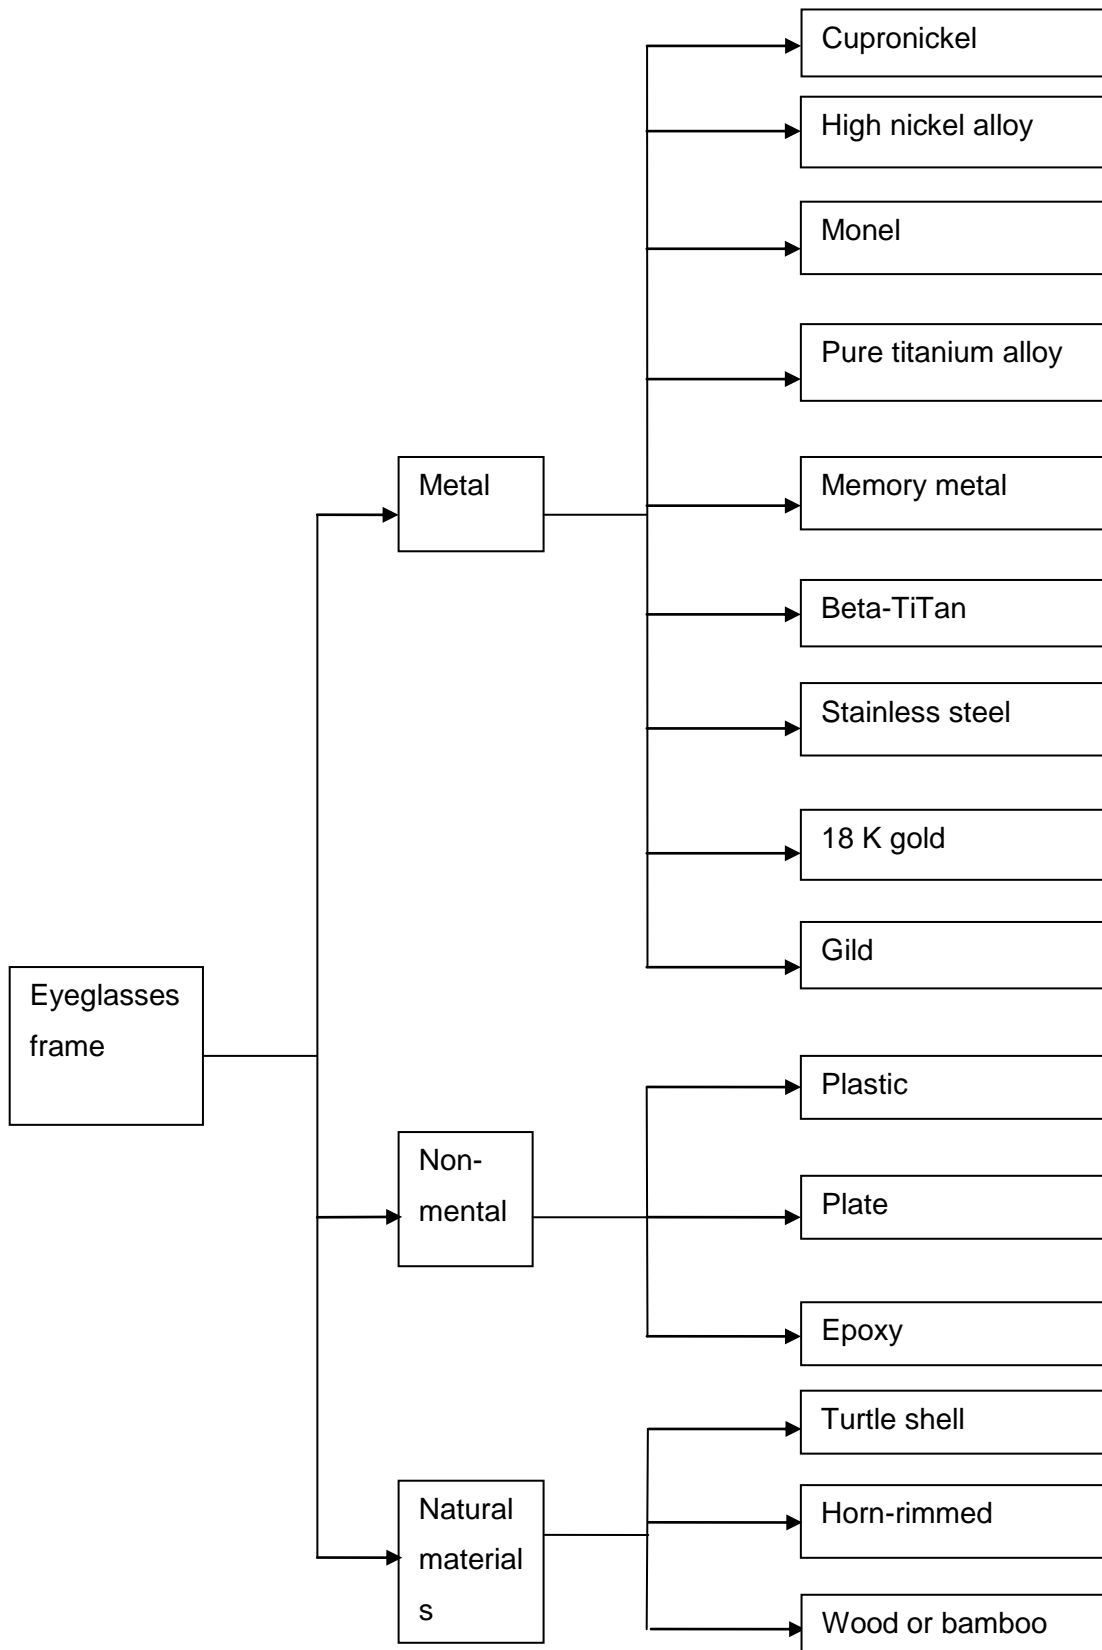 Cupronickel
High nickel alloy
Monel
Pure titanium alloy
Metal
Memory metal
Beta-TiTan
Stainless steel
18 K gold
Gild
Eyeglasses
frame
Plastic
Non-
mental
Plate
Epoxy
Turtle shell
Natural
material
s
Horn-rimmed
Wood or bamboo